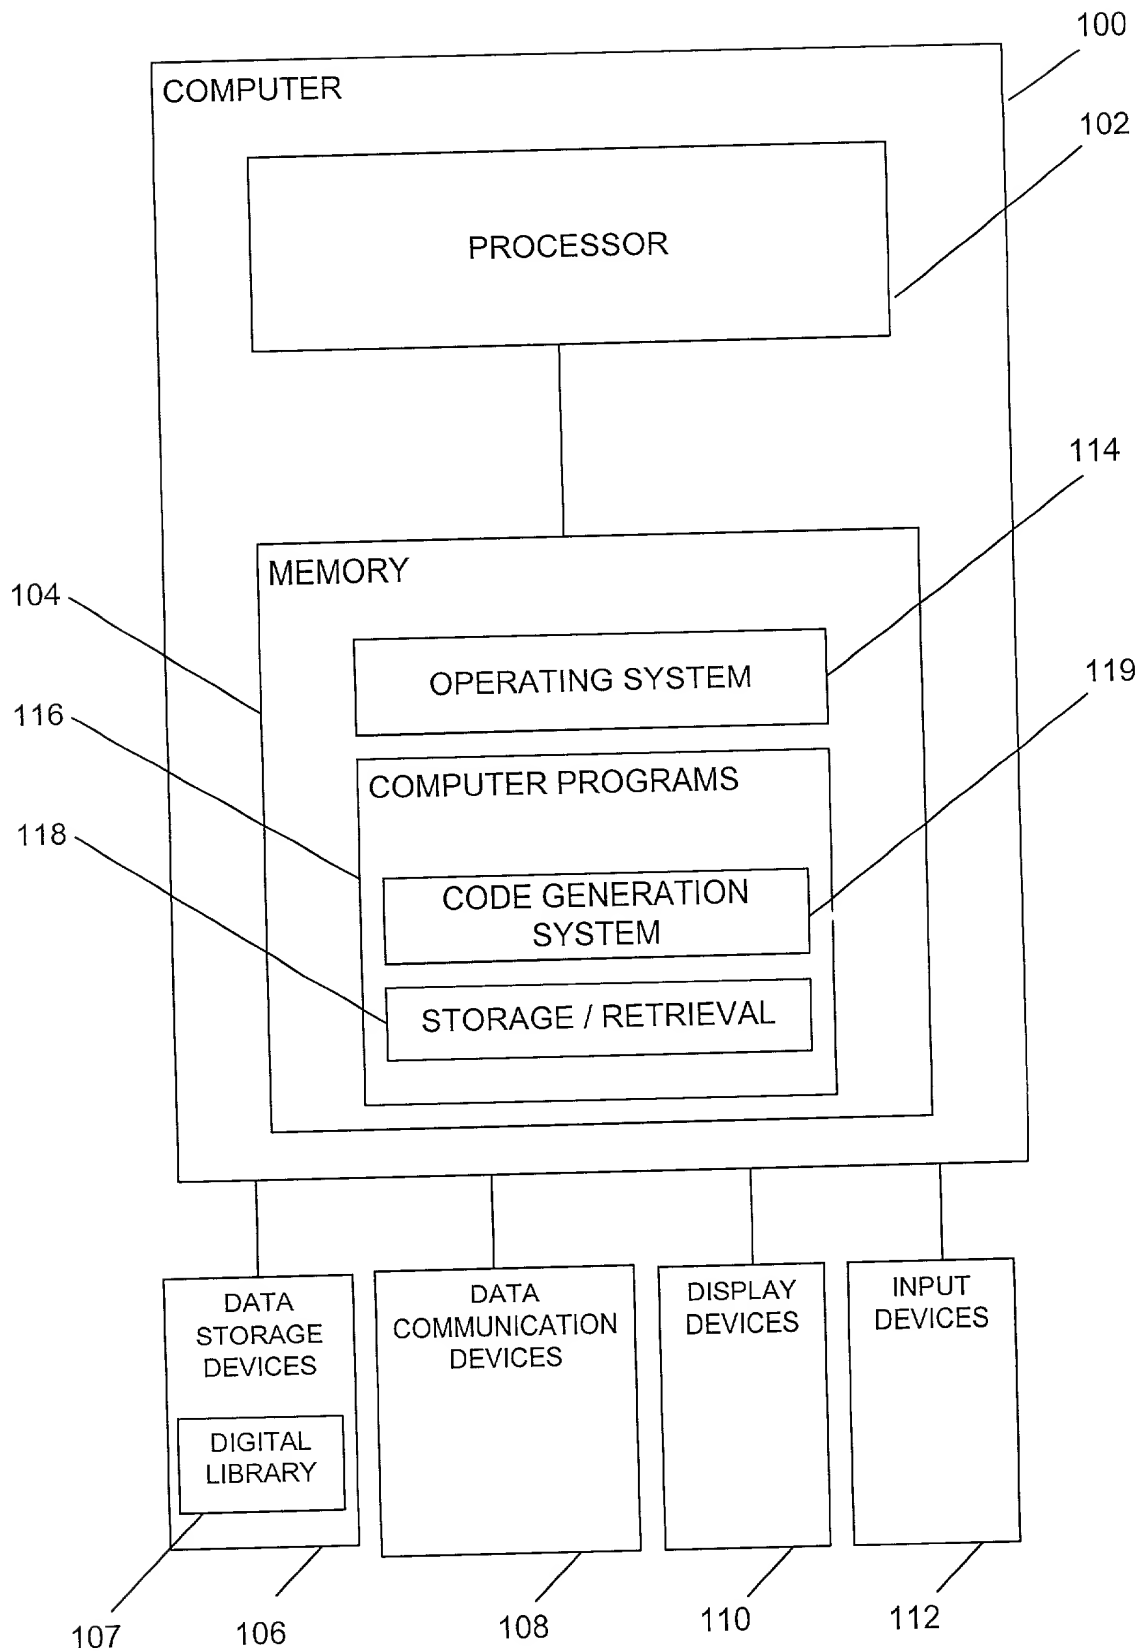 100
COMPUTER
102
PROCESSOR
114
MEMORY
104
OPERATING SYSTEM
119
116
COMPUTER PROGRAMS
118
CODE GENERATION
SYSTEM
STORAGE / RETRIEVAL
DATA
STORAGE
DEVICES
DATA
COMMUNICATION
DEVICES
DISPLAY
DEVICES
INPUT
DEVICES
DIGITAL
LIBRARY
107
106
108
110
112